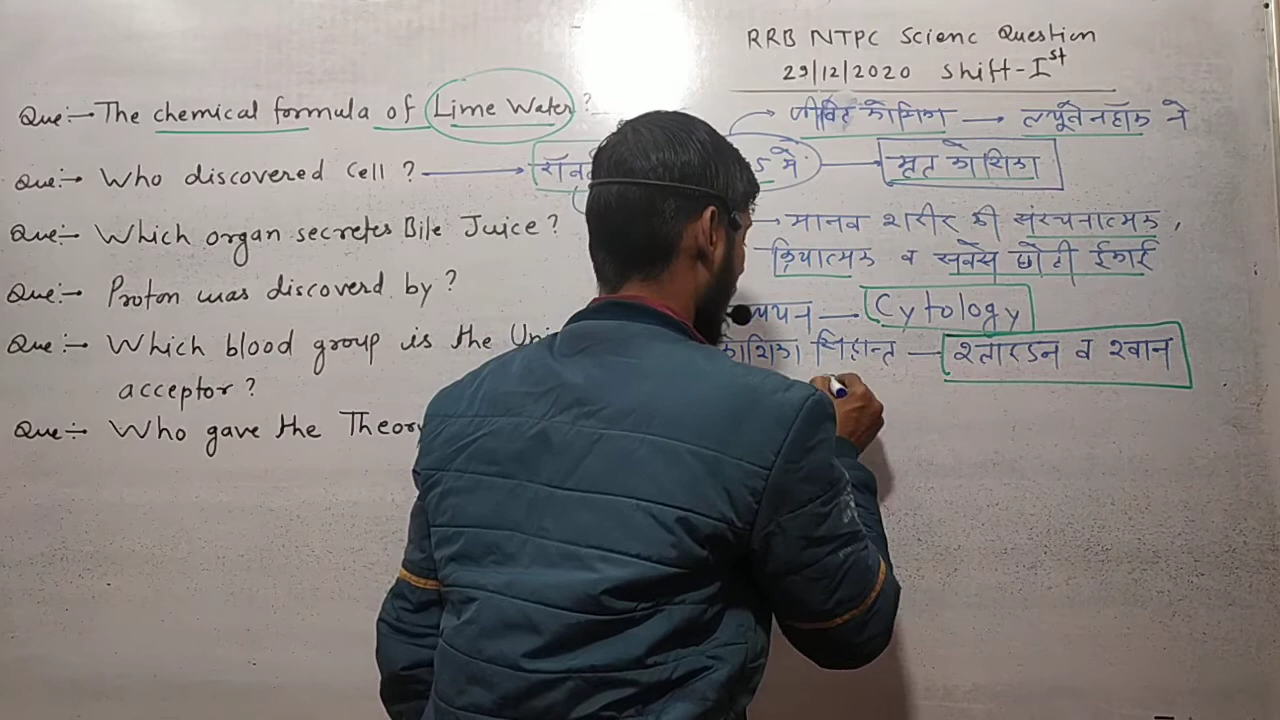 RRB NTPC Scienc Question
29/12/2020 Shift-Ist
Que:- The chemical formula of Lime Water?
जीवित कोशिका → ल्यूवेनहॉक ने
Que:- Who discovered Cell? → रॉबर्ट
में → मृत कोशिका
Que:- Which organ secretes Bile Juice?
→ मानव शरीर की संरचनात्मक,
क्रियात्मक व सबसे छोटी ईकाई
Que:- Proton was discoverd by?
— Cytology
Que:- Which blood group is the
कोशिका सिद्दान्त — श्लाइडन व श्वान
acceptor?
Que:- Who gave the Theory